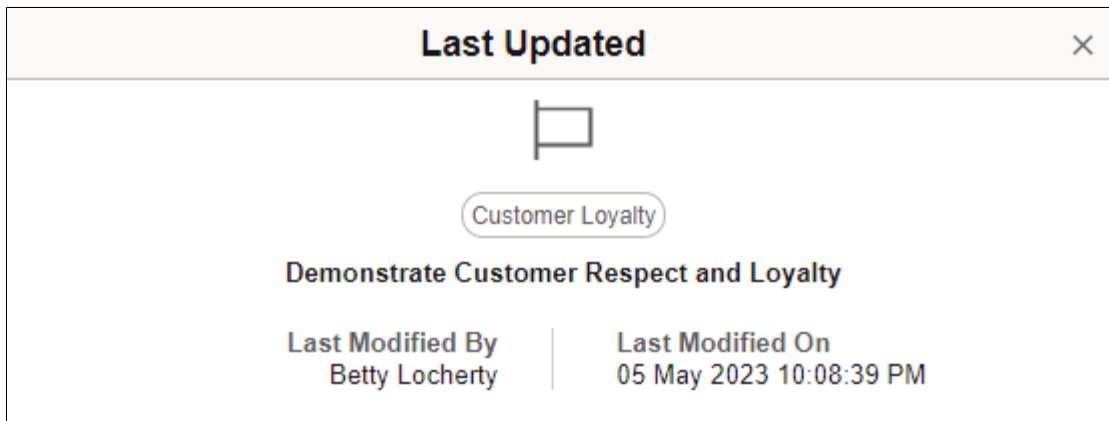 Last Updated
Customer Loyalty
Demonstrate Customer Respect and Loyalty
Last Modified By
Betty Locherty
Last Modified On
05 May 2023 10:08:39 PM